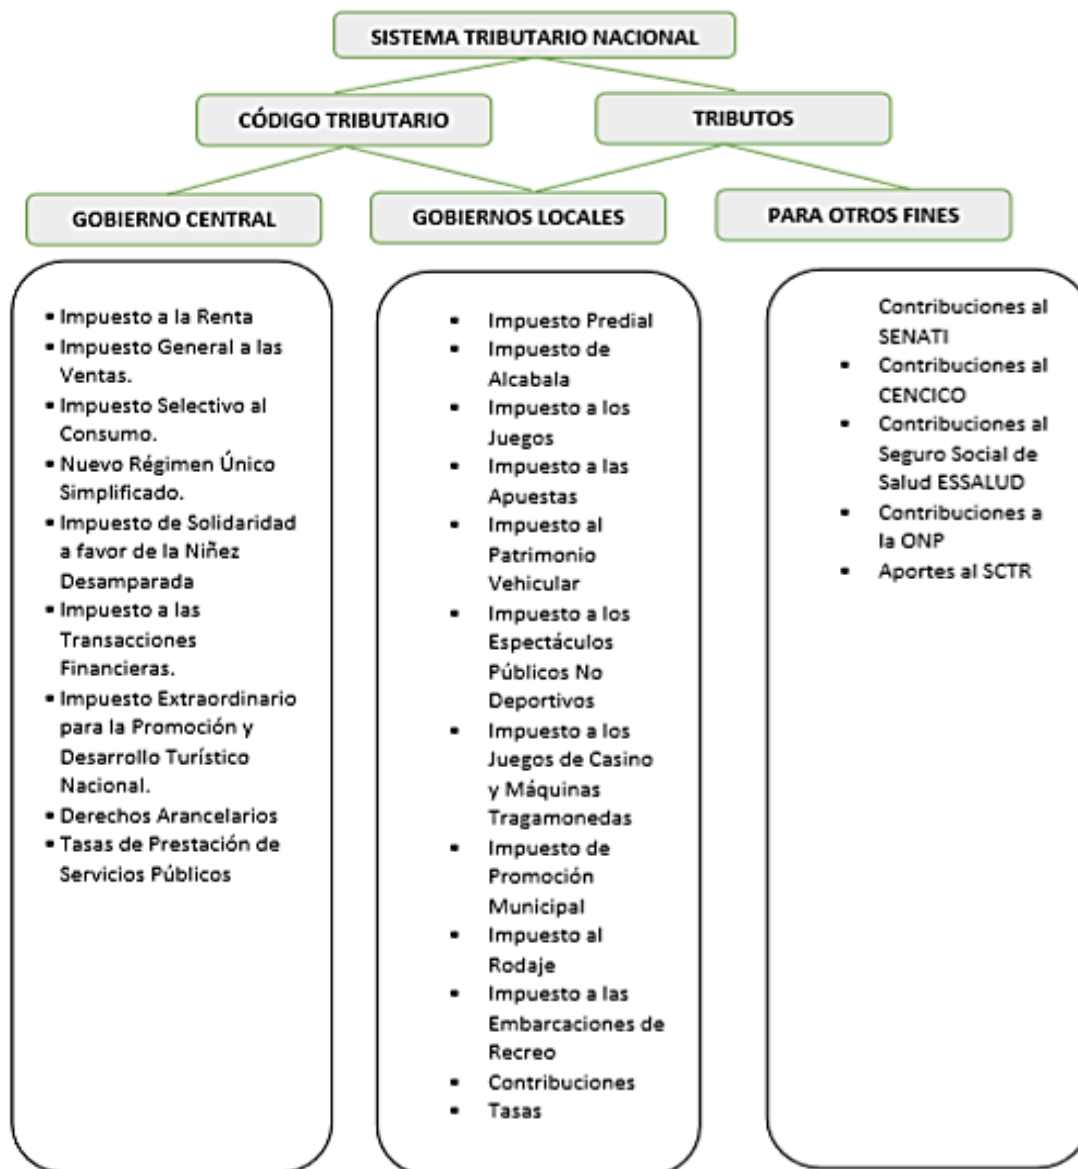 SISTEMA TRIBUTARIO NACIONAL
CÓDIGO TRIBUTARIO
TRIBUTOS
GOBIERNO CENTRAL
GOBIERNOS LOCALES
PARA OTROS FINES
▪ Impuesto a la Renta
▪ Impuesto General a las
Ventas.
▪ Impuesto Selectivo al
Consumo.
▪ Nuevo Régimen Único
Simplificado.
▪ Impuesto de Solidaridad
a favor de la Niñez
Desamparada
▪ Impuesto a las
Transacciones
Financieras.
▪ Impuesto Extraordinario
para la Promoción y
Desarrollo Turístico
Nacional.
▪ Derechos Arancelarios
▪ Tasas de Prestación de
Servicios Públicos
▪ Impuesto Predial
▪ Impuesto de
Alcabala
▪ Impuesto a los
Juegos
▪ Impuesto a las
Apuestas
▪ Impuesto al
Patrimonio
Vehicular
▪ Impuesto a los
Espectáculos
Públicos No
Deportivos
▪ Impuesto a los
Juegos de Casino
y Máquinas
Tragamonedas
▪ Impuesto de
Promoción
Municipal
▪ Impuesto al
Rodaje
▪ Impuesto a las
Embarcaciones de
Recreo
▪ Contribuciones
▪ Tasas
Contribuciones al
SENATI
▪ Contribuciones al
CENCICO
▪ Contribuciones al
Seguro Social de
Salud ESSALUD
▪ Contribuciones a
la ONP
▪ Aportes al SCTR